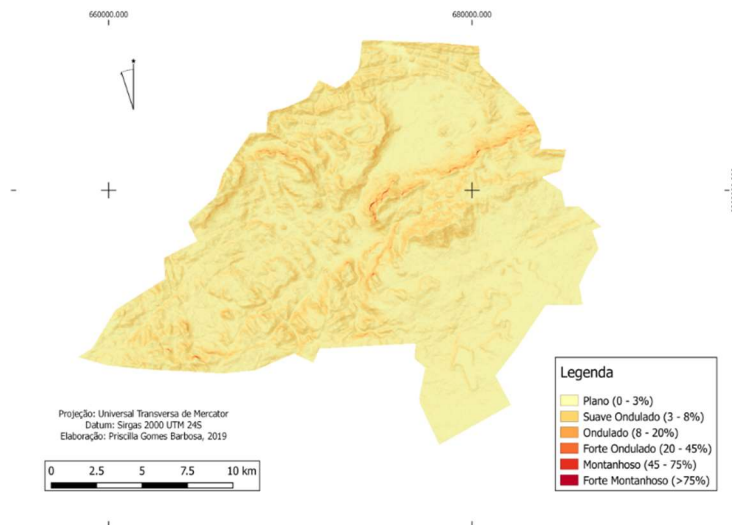 660000.000
680000.000
Projeção: Universal Transversa de Mercator
Datum: Sirgas 2000 UTM 24S
Elaboração: Priscilla Gomes Barbosa, 2019
0 2.5 5 7.5 10 km
Legenda
Plano (0 - 3%)
Suave Ondulado (3 - 8%)
Ondulado (8 - 20%)
Forte Ondulado (20 - 45%)
Montanhoso (45 - 75%)
Forte Montanhoso (>75%)